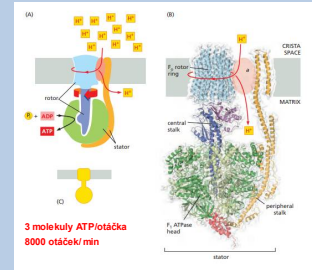 (A)
H⁺ H⁺ H⁺ H⁺
H⁺ H⁺ H⁺
H⁺ H⁺ H⁺ H⁺
H⁺
rotor
Pi + ADP
ATP
stator
(C)
3 molekuly ATP/otáčka
8000 otáček/ min
(B)
H⁺
CRISTA
SPACE
F₀ rotor
ring
a
MATRIX
H⁺
central
stalk
peripheral
stalk
F₁ ATPase
head
stator